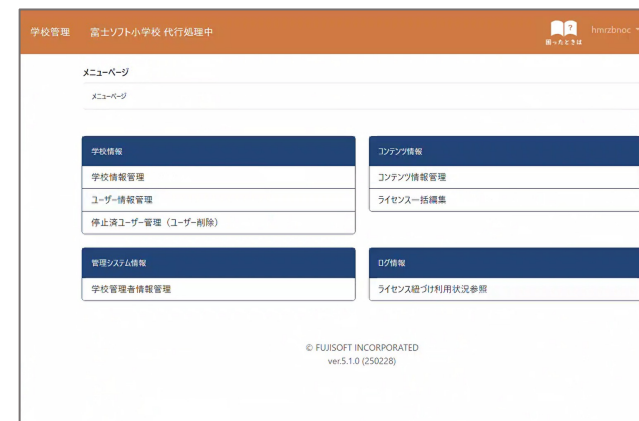 学校管理 富士ソフト小学校 代行処理中
困ったときは
hmrzbnoc
メニューページ
メニューページ
学校情報
学校情報管理
ユーザー情報管理
停止済ユーザー管理（ユーザー削除）
コンテンツ情報
コンテンツ情報管理
ライセンス一括編集
管理システム情報
学校管理者情報管理
ログ情報
ライセンス紐づけ利用状況参照
© FUJISOFT INCORPORATED
ver.5.1.0 (250228)